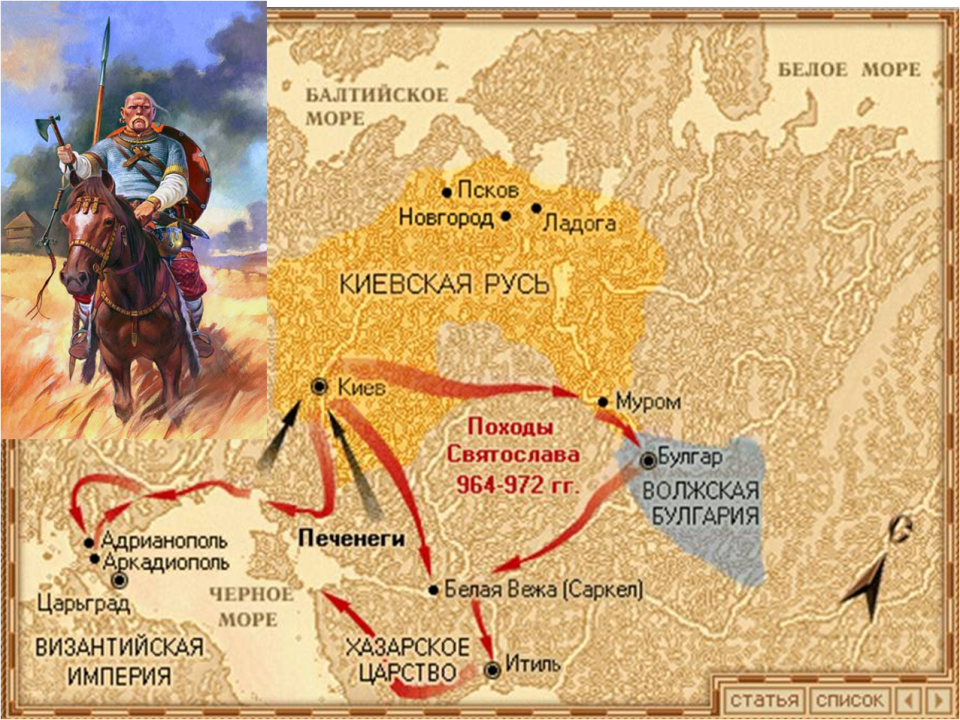 БЕЛОЕ МОРЕ
БАЛТИЙСКОЕ
МОРЕ
Псков
Новгород
Ладога
КИЕВСКАЯ РУСЬ
Киев
Муром
Походы
Святослава
964-972 гг.
Булгар
ВОЛЖСКАЯ
БУЛГАРИЯ
Печенеги
Адрианополь
Аркадиополь
Царьград
ЧЕРНОЕ
МОРЕ
Белая Вежа (Саркел)
ВИЗАНТИЙСКАЯ
ИМПЕРИЯ
ХАЗАРСКОЕ
ЦАРСТВО
Итиль
С
статья список